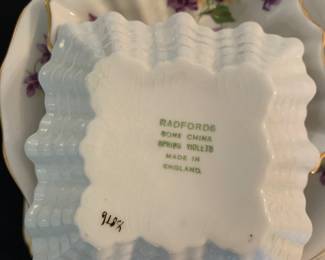 RADFORDS
BONE CHINA
SPRING VIOLETS
MADE IN
ENGLAND.